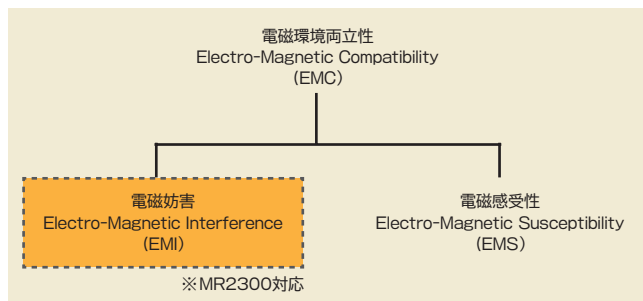 電磁環境両立性
Electro-Magnetic Compatibility
(EMC)
電磁妨害
Electro-Magnetic Interference
(EMI)
※MR2300対応
電磁感受性
Electro-Magnetic Susceptibility
(EMS)